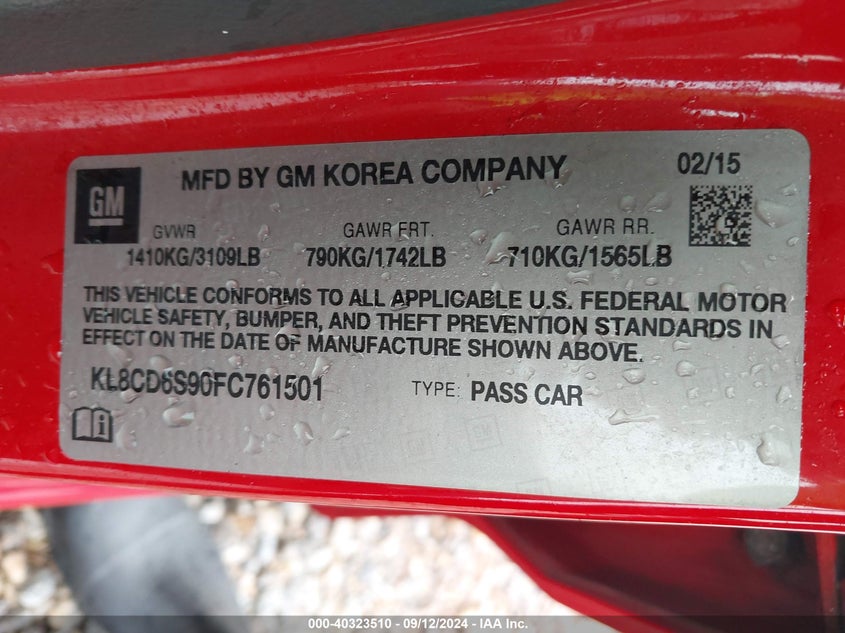 GM
MFD BY GM KOREA COMPANY 02/15
GVWR GAWR FRT. GAWR RR.
1410KG/3109LB 790KG/1742LB 710KG/1565LB
THIS VEHICLE CONFORMS TO ALL APPLICABLE U.S. FEDERAL MOTOR
VEHICLE SAFETY, BUMPER, AND THEFT PREVENTION STANDARDS IN
EFFECT ON THE DATE OF MANUFACTURE SHOWN ABOVE.
KL8CD6S90FC761501 TYPE: PASS CAR
000-40323510 - 09/12/2024 - IAA Inc.